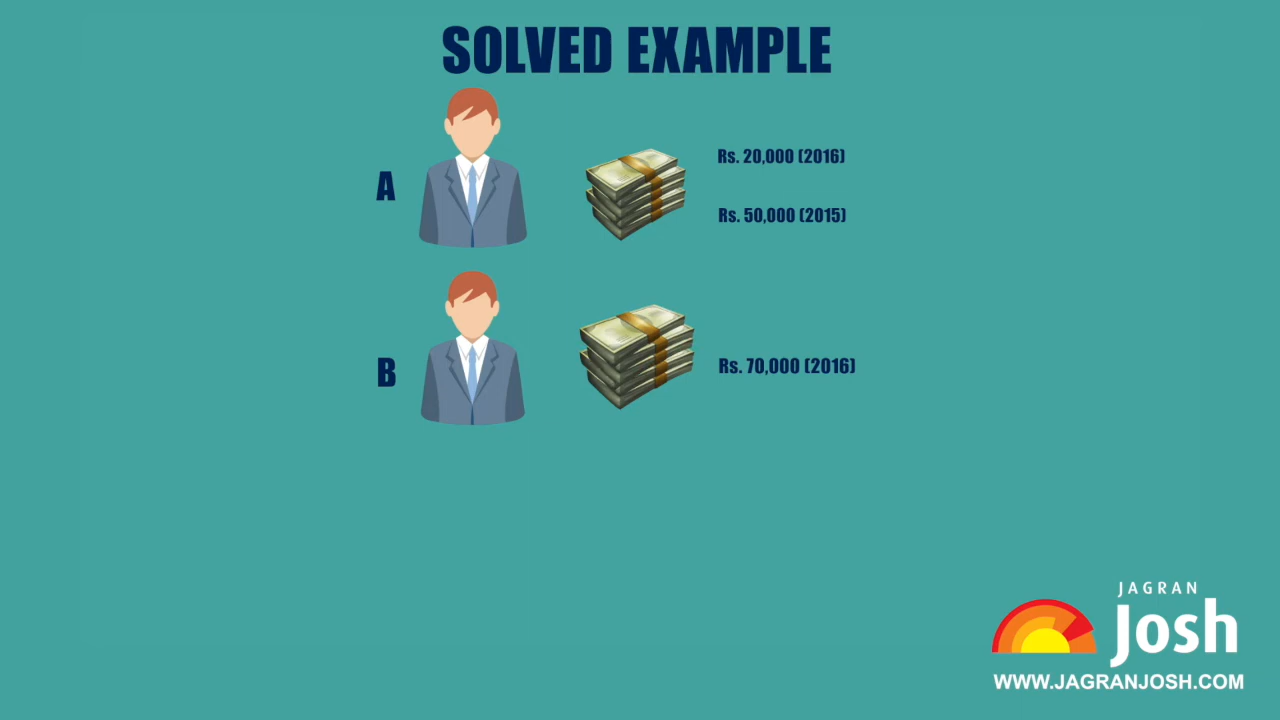 SOLVED EXAMPLE
A
Rs. 20,000 (2016)
Rs. 50,000 (2015)
B
Rs. 70,000 (2016)
JAGRAN
Josh
WWW.JAGRANJOSH.COM